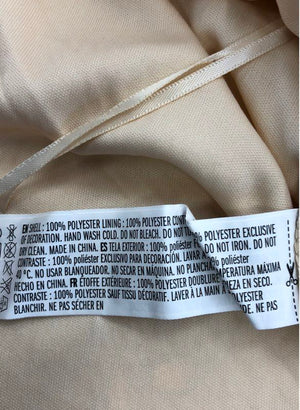 EN SHELL : 100% POLYESTER LINING : 100% POLYESTER CONT POLYESTER EXCLUSIVE
OF DECORATION. HAND WASH COLD. DO NOT BLEACH. DO NOT DO NOT IRON. DO NOT
DRY CLEAN. MADE IN CHINA. ES TELA EXTERIOR : 100% poliéster
CONTRASTE : 100% poliéster EXCLUSIVO PARA DECORACIÓN. LAVAR TEMPERATURA MÁXIMA
40 °C. NO USAR BLANQUEADOR. NO SECAR EN MÁQUINA. NO PLANCHAR EZA EN SECO.
HECHO EN CHINA. FR ÉTOFFE EXTÉRIEURE : 100% POLYESTER DOUBLURE
CONTRASTE : 100% POLYESTER SAUF TISSU DÉCORATIF. LAVER À LA MAIN NE PAS
BLANCHIR. NE PAS SÉCHER EN